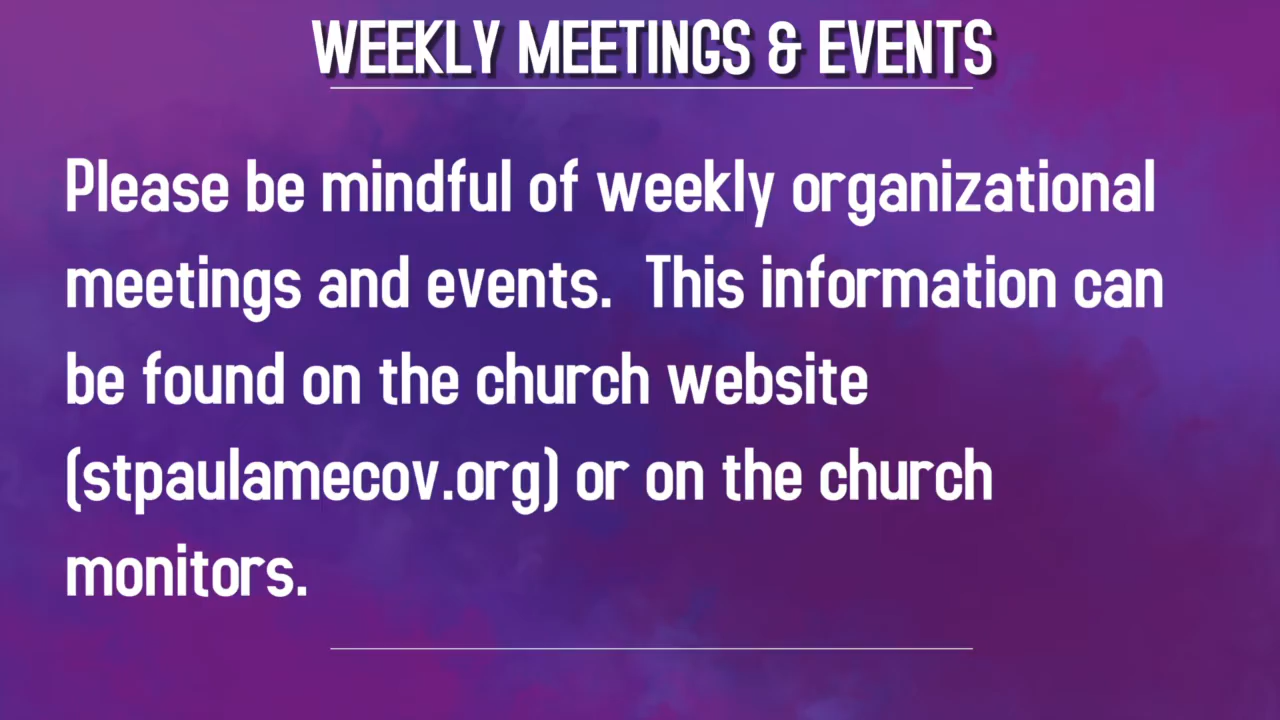 WEEKLY MEETINGS & EVENTS
Please be mindful of weekly organizational
meetings and events.  This information can
be found on the church website
(stpaulamecov.org) or on the church
monitors.